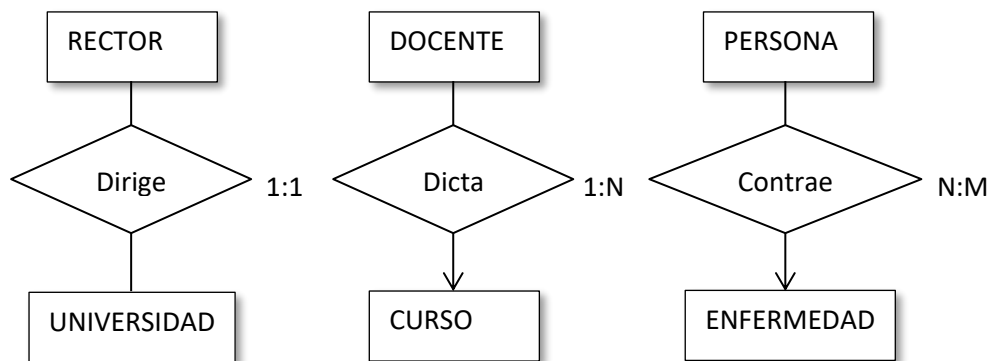 RECTOR
DOCENTE
PERSONA
Dirige
1:1
Dicta
1:N
Contrae
N:M
UNIVERSIDAD
CURSO
ENFERMEDAD